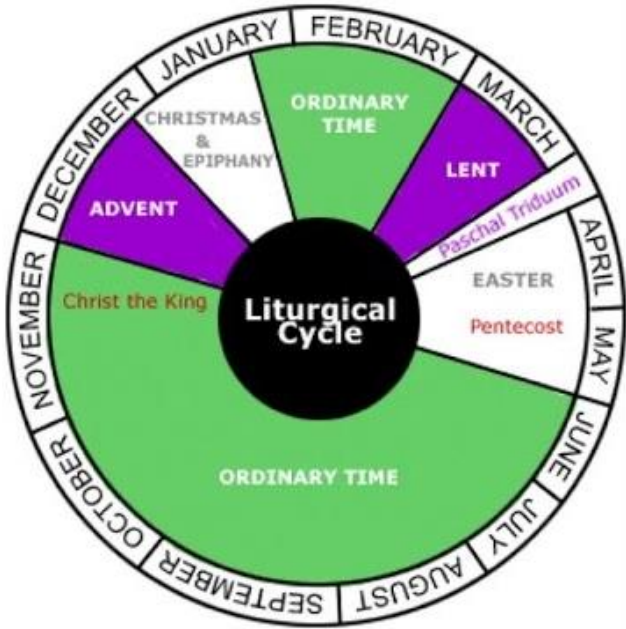 JANUARY
FEBRUARY
MARCH
APRIL
MAY
JUNE
JULY
AUGUST
SEPTEMBER
OCTOBER
NOVEMBER
DECEMBER
CHRISTMAS
&
EPIPHANY
ORDINARY
TIME
LENT
Paschal Triduum
EASTER
Pentecost
ORDINARY TIME
Christ the King
ADVENT
Liturgical
Cycle